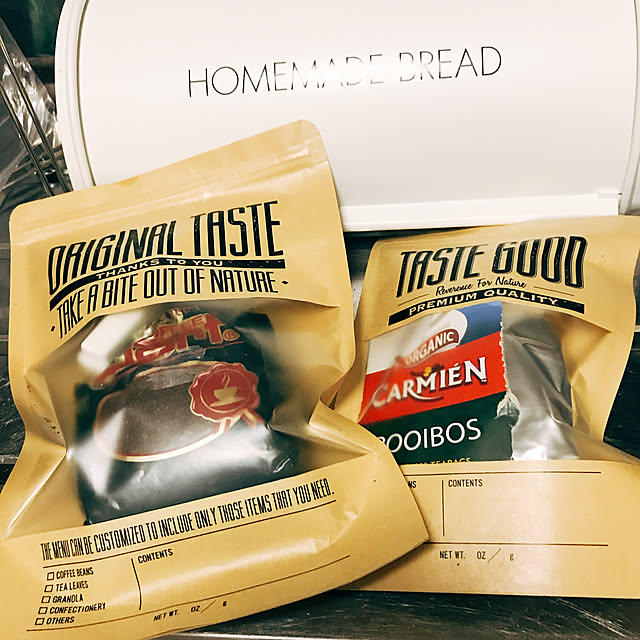 HOMEMADE BREAD
ORIGINAL TASTE
THANKS TO YOU
• TAKE A BITE OUT OF NATURE •
THE MENU CAN BE CUSTOMIZED TO INCLUDE ONLY THOSE ITEMS THAT YOU NEED.
COFFEE BEANS
TEA LEAVES
GRANOLA
CONFECTIONERY
OTHERS
CONTENTS
NET WT. OZ / g
TASTE GOOD
Reverence For Nature
PREMIUM QUALITY
ORGANIC
CARMIÉN
ROOIBOS
TEABAGS
CONTENTS
NET WT. OZ / g